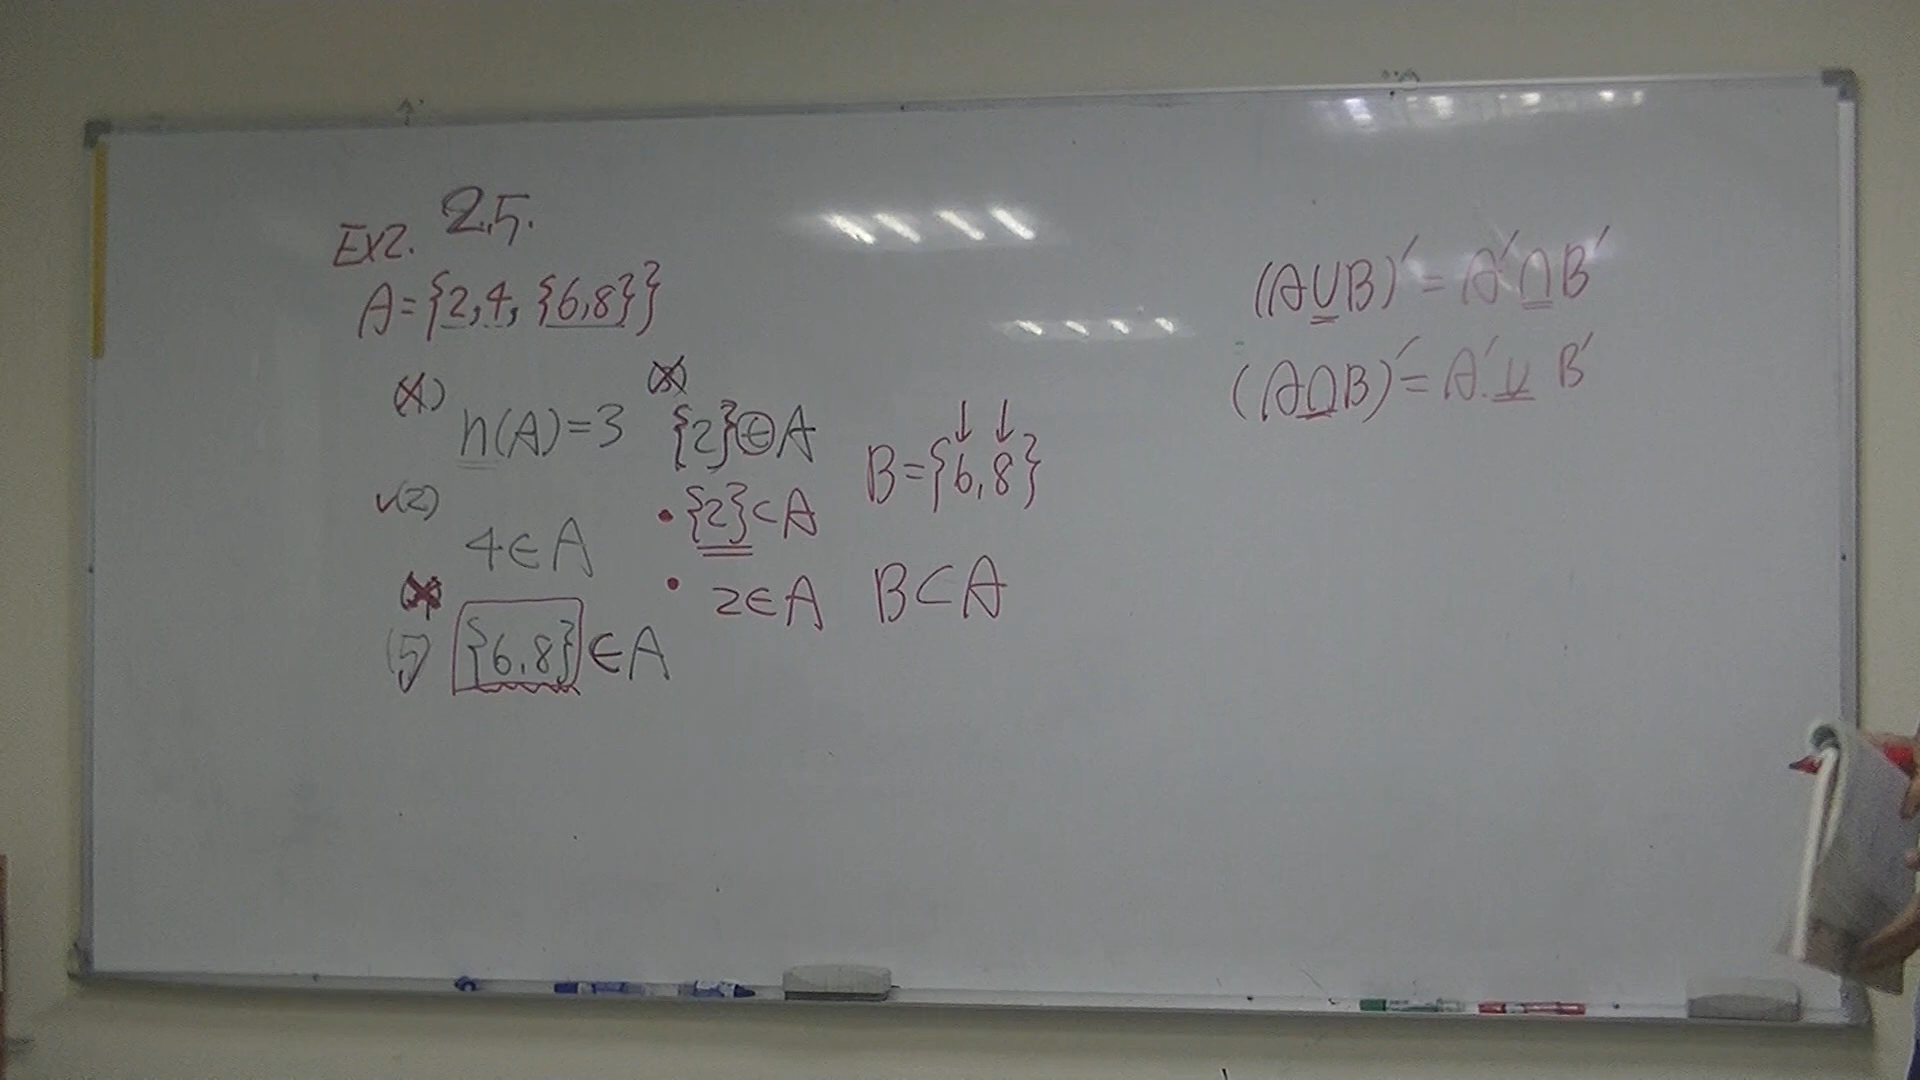 Ex2. 2,5.
A={2,4,{6,8}}
(1) n(A)=3
v(2) 4∈A
(5) {6,8}∈A
(3) {2}∈A
• {2}⊂A
• 2∈A
B={6,8}
B⊂A
(A∪B)′=A′∩B′
(A∩B)′=A′∪B′